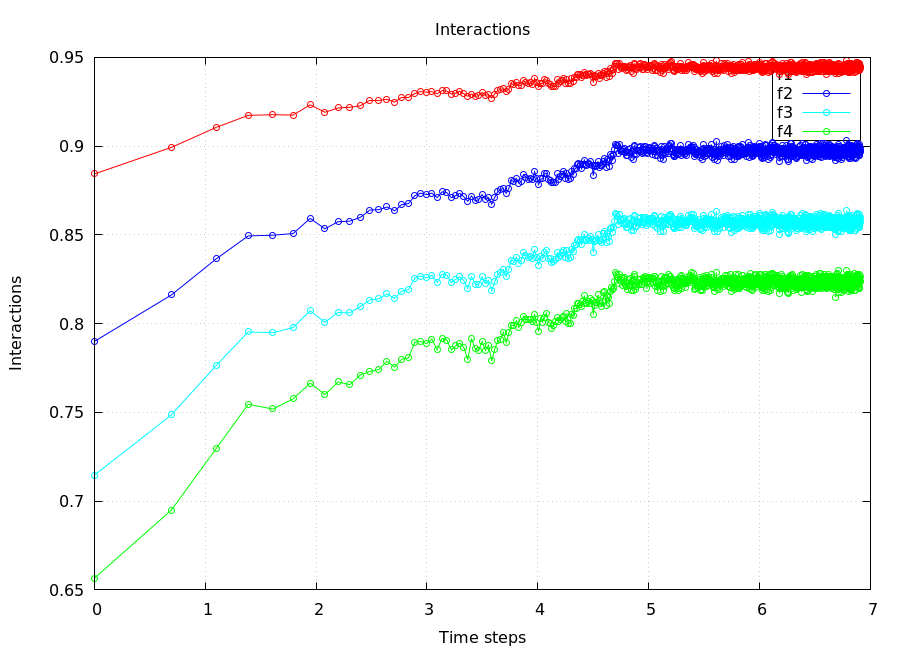 Interactions
0.95
0.9
0.85
0.8
0.75
0.7
0.65
0 1 2 3 4 5 6 7
Interactions
Time steps
f1
f2
f3
f4